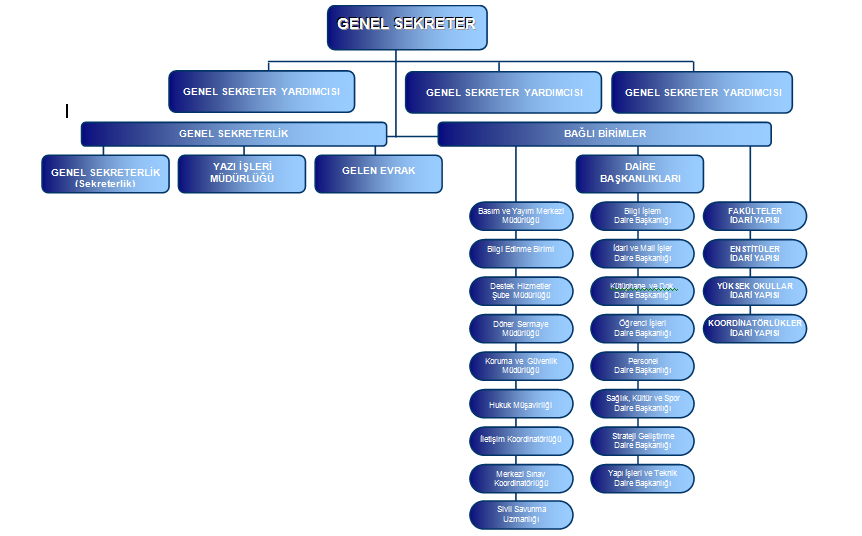 GENEL SEKRETER
GENEL SEKRETER YARDIMCISI
GENEL SEKRETER YARDIMCISI
GENEL SEKRETER YARDIMCISI
GENEL SEKRETERLİK
BAĞLI BİRİMLER
GENEL SEKRETERLİK
(Sekreterlik)
YAZI İŞLERİ
MÜDÜRLÜĞÜ
GELEN EVRAK
DAİRE
BAŞKANLIKLARI
Basım ve Yayım Merkezi
Müdürlüğü
Bilgi Edinme Birimi
Destek Hizmetler
Şube Müdürlüğü
Döner Sermaye
Müdürlüğü
Koruma ve Güvenlik
Müdürlüğü
Hukuk Müşavirliği
İletişim Koordinatörlüğü
Merkezi Sınav
Koordinatörlüğü
Sivil Savunma
Uzmanlığı
Bilgi İşlem
Daire Başkanlığı
İdari ve Mali İşler
Daire Başkanlığı
Kütüphane ve Dok.
Daire Başkanlığı
Öğrenci İşleri
Daire Başkanlığı
Personel
Daire Başkanlığı
Sağlık, Kültür ve Spor
Daire Başkanlığı
Strateji Geliştirme
Daire Başkanlığı
Yapı İşleri ve Teknik
Daire Başkanlığı
FAKÜLTELER
İDARİ YAPISI
ENSTİTÜLER
İDARİ YAPISI
YÜKSEK OKULLAR
İDARİ YAPISI
KOORDİNATÖRLÜKLER
İDARİ YAPISI